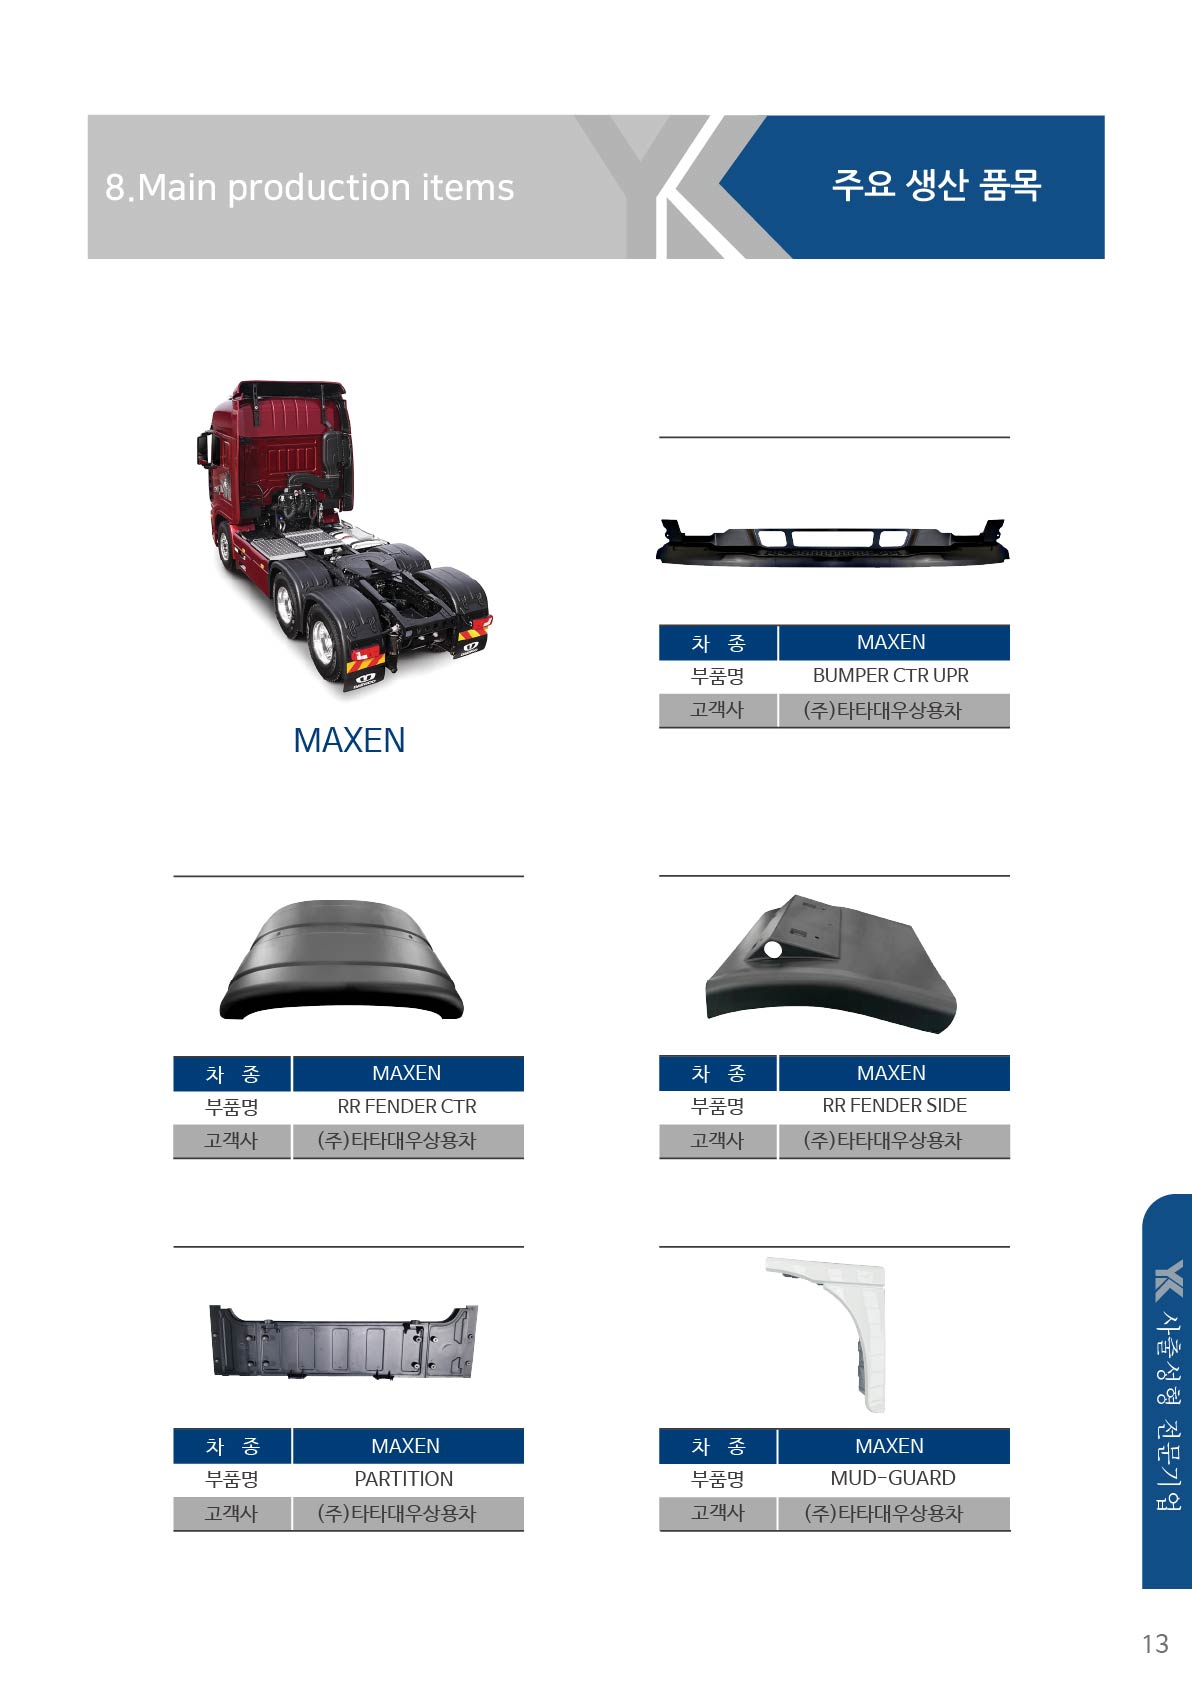 8.Main production items
주요 생산 품목
MAXEN
차 종 MAXEN
부품명 BUMPER CTR UPR
고객사 (주)타타대우상용차
차 종 MAXEN
부품명 RR FENDER CTR
고객사 (주)타타대우상용차
차 종 MAXEN
부품명 RR FENDER SIDE
고객사 (주)타타대우상용차
차 종 MAXEN
부품명 PARTITION
고객사 (주)타타대우상용차
차 종 MAXEN
부품명 MUD-GUARD
고객사 (주)타타대우상용차
YK 사출성형 전문기업
13